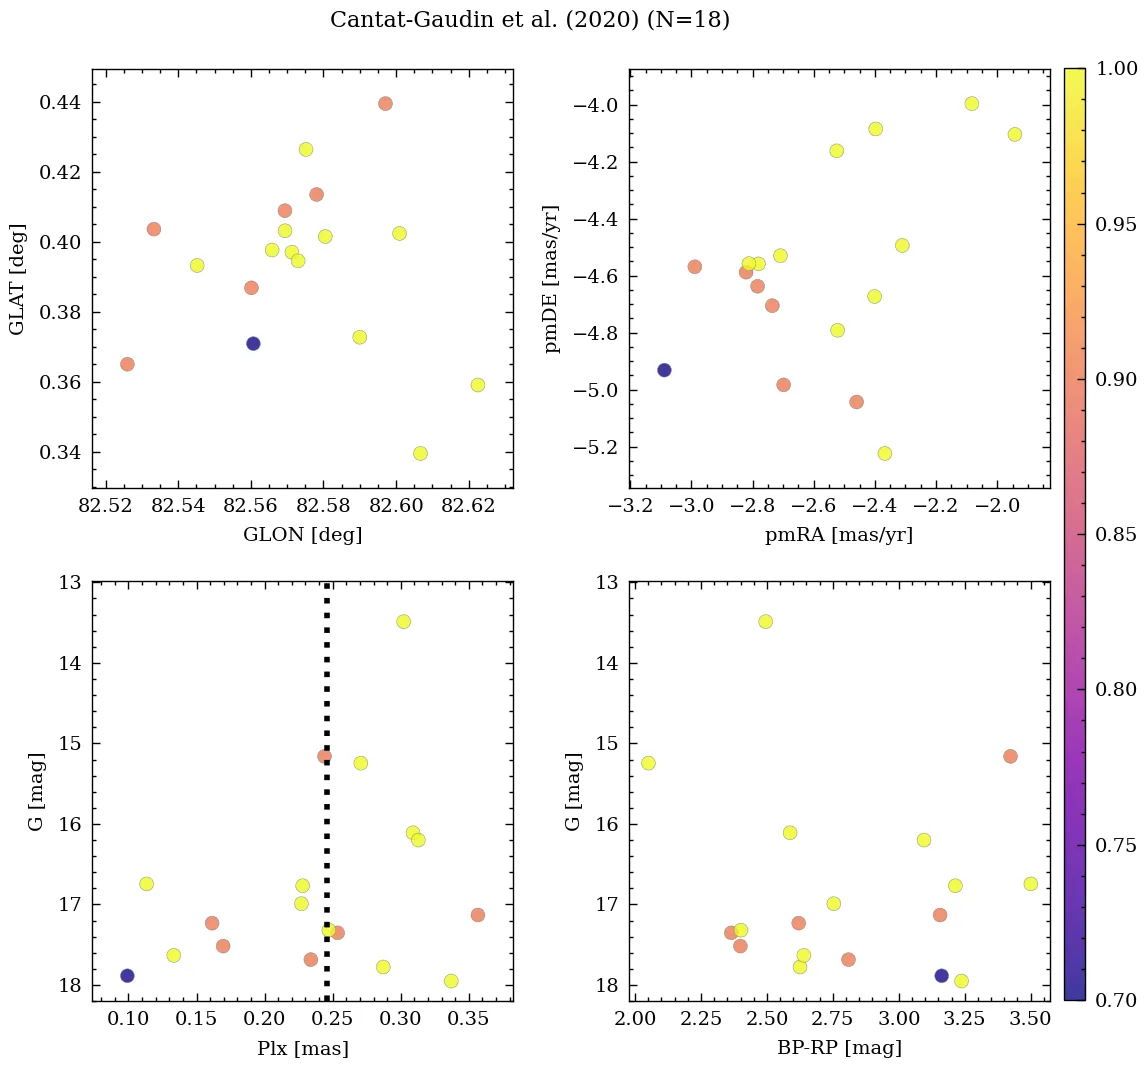 Cantat-Gaudin et al. (2020) (N=18)
0.44
0.42
0.40
0.38
0.36
0.34
GLAT [deg]
82.52 82.54 82.56 82.58 82.60 82.62
GLON [deg]
−4.0
−4.2
−4.4
−4.6
−4.8
−5.0
−5.2
pmDE [mas/yr]
−3.2 −3.0 −2.8 −2.6 −2.4 −2.2 −2.0
pmRA [mas/yr]
13
14
15
16
17
18
G [mag]
0.10 0.15 0.20 0.25 0.30 0.35
Plx [mas]
13
14
15
16
17
18
G [mag]
2.00 2.25 2.50 2.75 3.00 3.25 3.50
BP-RP [mag]
1.00
0.95
0.90
0.85
0.80
0.75
0.70